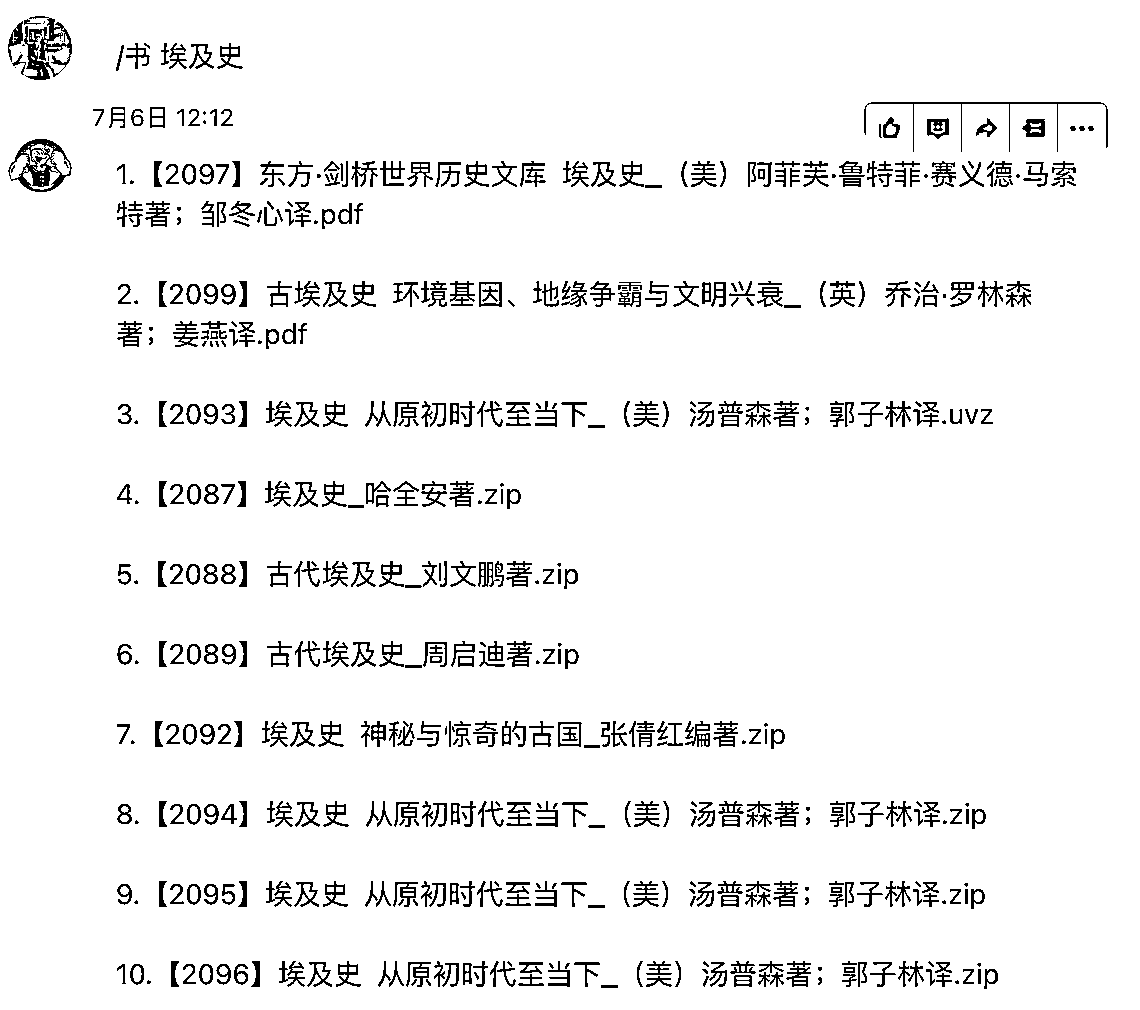 /书 埃及史
7月6日 12:12
1.【2097】东方·剑桥世界历史文库  埃及史_（美）阿菲芙·鲁特菲·赛义德·马索
特著；邹冬心译.pdf
2.【2099】古埃及史  环境基因、地缘争霸与文明兴衰_（英）乔治·罗林森
著；姜燕译.pdf
3.【2093】埃及史  从原初时代至当下_（美）汤普森著；郭子林译.uvz
4.【2087】埃及史_哈全安著.zip
5.【2088】古代埃及史_刘文鹏著.zip
6.【2089】古代埃及史_周启迪著.zip
7.【2092】埃及史  神秘与惊奇的古国_张倩红编著.zip
8.【2094】埃及史  从原初时代至当下_（美）汤普森著；郭子林译.zip
9.【2095】埃及史  从原初时代至当下_（美）汤普森著；郭子林译.zip
10.【2096】埃及史  从原初时代至当下_（美）汤普森著；郭子林译.zip